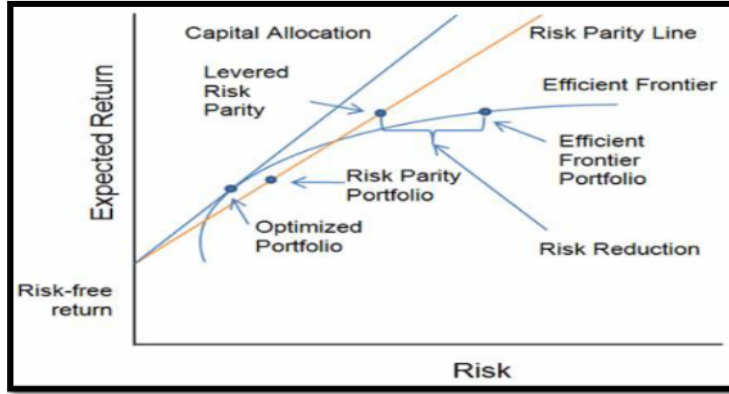 Capital Allocation
Risk Parity Line
Levered
Risk
Parity
Efficient Frontier
Expected Return
Efficient
Frontier
Portfolio
Risk Parity
Portfolio
Optimized
Portfolio
Risk Reduction
Risk-free
return
Risk